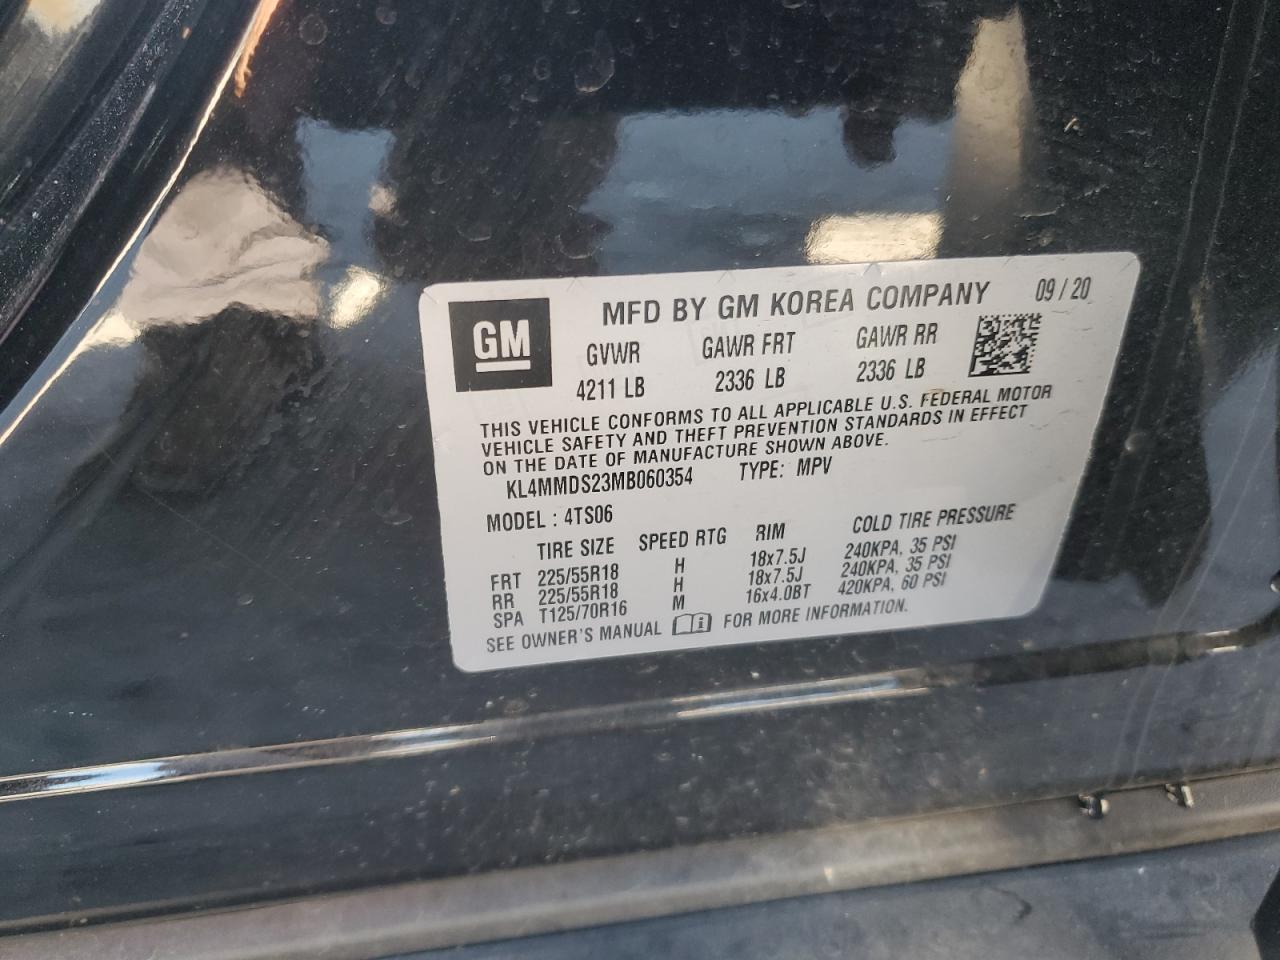 GM
MFD BY GM KOREA COMPANY 09/20
GVWR GAWR FRT GAWR RR
4211 LB 2336 LB 2336 LB
THIS VEHICLE CONFORMS TO ALL APPLICABLE U.S. FEDERAL MOTOR
VEHICLE SAFETY AND THEFT PREVENTION STANDARDS IN EFFECT
ON THE DATE OF MANUFACTURE SHOWN ABOVE.
KL4MMDS23MB060354 TYPE: MPV
MODEL : 4TS06
TIRE SIZE SPEED RTG RIM COLD TIRE PRESSURE
FRT 225/55R18 H 18x7.5J 240KPA, 35 PSI
RR 225/55R18 H 18x7.5J 240KPA, 35 PSI
SPA T125/70R16 M 16x4.0BT 420KPA, 60 PSI
SEE OWNER'S MANUAL i FOR MORE INFORMATION.